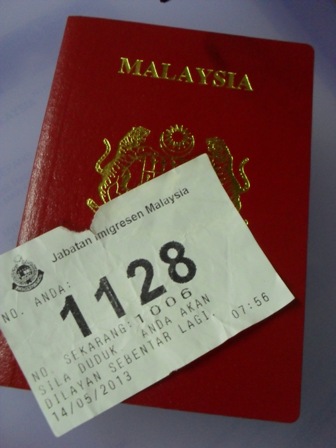 MALAYSIA
Jabatan Imigresen Malaysia
NO. ANDA:
1128
NO. SEKARANG:1006
SILA DUDUK. ANDA AKAN
DILAYAN SEBENTAR LAGI.
14/05/2013 07:56